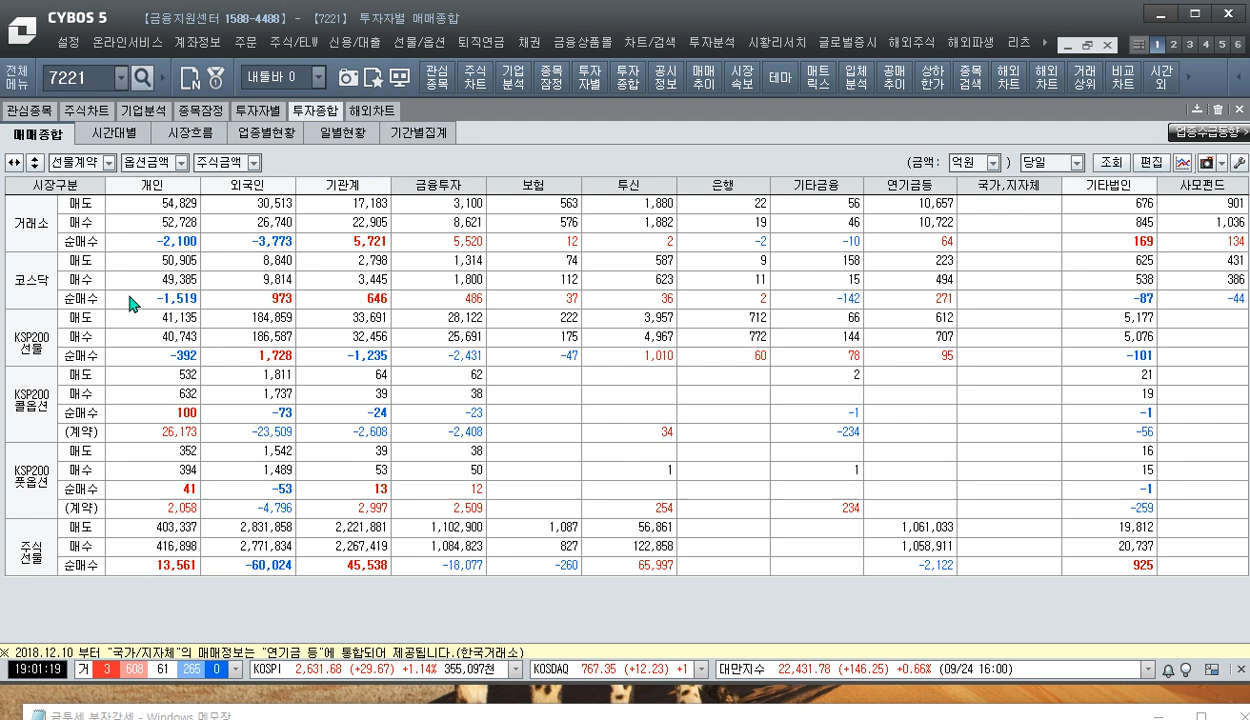 CYBOS 5 【금융지원센터 1588-4488】 - 【7221】 투자자별 매매종합
설정 온라인서비스 계좌정보 주문 주식/ELW 신용/대출 선물/옵션 퇴직연금 채권 금융상품몰 차트/검색 투자분석 시황리서치 글로벌증시 해외주식 해외파생 리츠 1 2 3 4 5 6
전체 메뉴 7221 내툴바 0 관심 종목 주식 차트 기업 분석 종목 잠정 투자 자별 투자 종합 공시 정보 매매 추이 시장 속보 테마 매트 릭스 입체 분석 공매 추이 상하 한가 종목 검색 해외 차트 해외 차트 거래 상위 비교 차트 시간 외
관심종목 주식차트 기업분석 종목잠정 투자자별 투자종합 해외차트
매매종합 시간대별 시장흐름 업종별현황 일별현황 기간별집계 업종수급동향
선물계약 옵션금액 주식금액 (금액: 억원 ) 당일 조회 편집
시장구분 개인 외국인 기관계 금융투자 보험 투신 은행 기타금융 연기금등 국가,지자체 기타법인 사모펀드
거래소 매도 54,829 30,513 17,183 3,100 563 1,880 22 56 10,657 676 901
매수 52,728 26,740 22,905 8,621 576 1,882 19 46 10,722 845 1,036
순매수 -2,100 -3,773 5,721 5,520 12 2 -2 -10 64 169 134
코스닥 매도 50,905 8,840 2,798 1,314 74 587 9 158 223 625 431
매수 49,385 9,814 3,445 1,800 112 623 11 15 494 538 386
순매수 -1,519 973 646 486 37 36 2 -142 271 -87 -44
KSP200 선물 매도 41,135 184,859 33,691 28,122 222 3,957 712 66 612 5,177
매수 40,743 186,587 32,456 25,691 175 4,967 772 144 707 5,076
순매수 -392 1,728 -1,235 -2,431 -47 1,010 60 78 95 -101
KSP200 콜옵션 매도 532 1,811 64 62 2 21
매수 632 1,737 39 38 19
순매수 100 -73 -24 -23 -1 -1
(계약) 26,173 -23,509 -2,608 -2,408 34 -234 -56
KSP200 풋옵션 매도 352 1,542 39 38 16
매수 394 1,489 53 50 1 1 15
순매수 41 -53 13 12 -1
(계약) 2,058 -4,796 2,997 2,509 254 234 -259
주식 선물 매도 403,337 2,831,858 2,221,881 1,102,900 1,087 56,861 1,061,033 19,812
매수 416,898 2,771,834 2,267,419 1,084,823 827 122,858 1,058,911 20,737
순매수 13,561 -60,024 45,538 -18,077 -260 65,997 -2,122 925
※ 2018.12.10 부터 "국가/지자체"의 매매정보는 "연기금 등"에 통합되어 제공됩니다.(한국거래소)
19:01:19 거 3 608 61 265 0 KOSPI 2,631.68 (+29.67) +1.14% 355,097천 KOSDAQ 767.35 (+12.23) +1 대만지수 22,431.78 (+146.25) +0.66% (09/24 16:00)
금투세 부자감세 - Windows 메모장